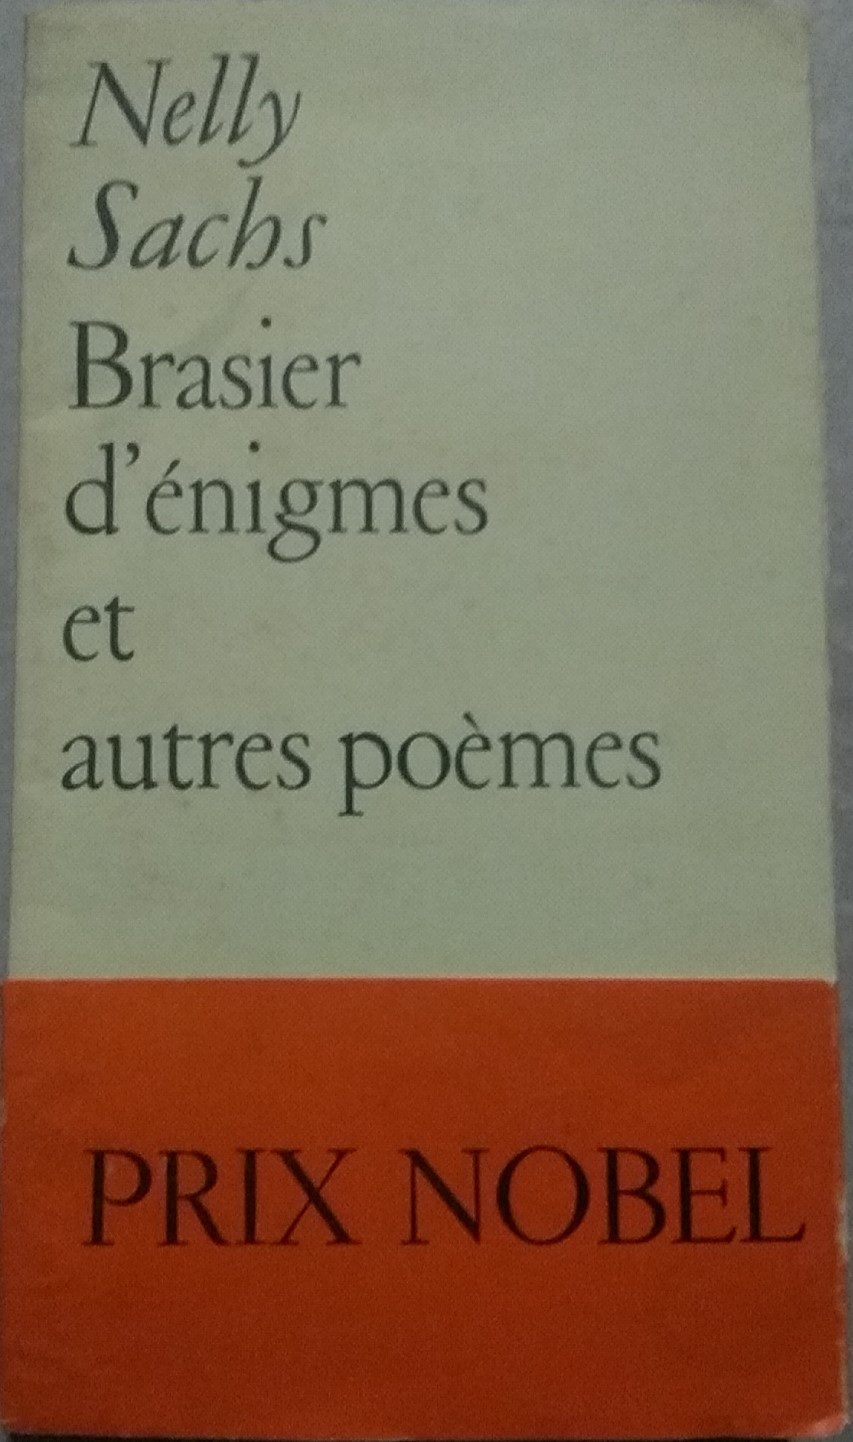 Nelly
Sachs
Brasier
d'énigmes
et
autres poèmes
PRIX NOBEL